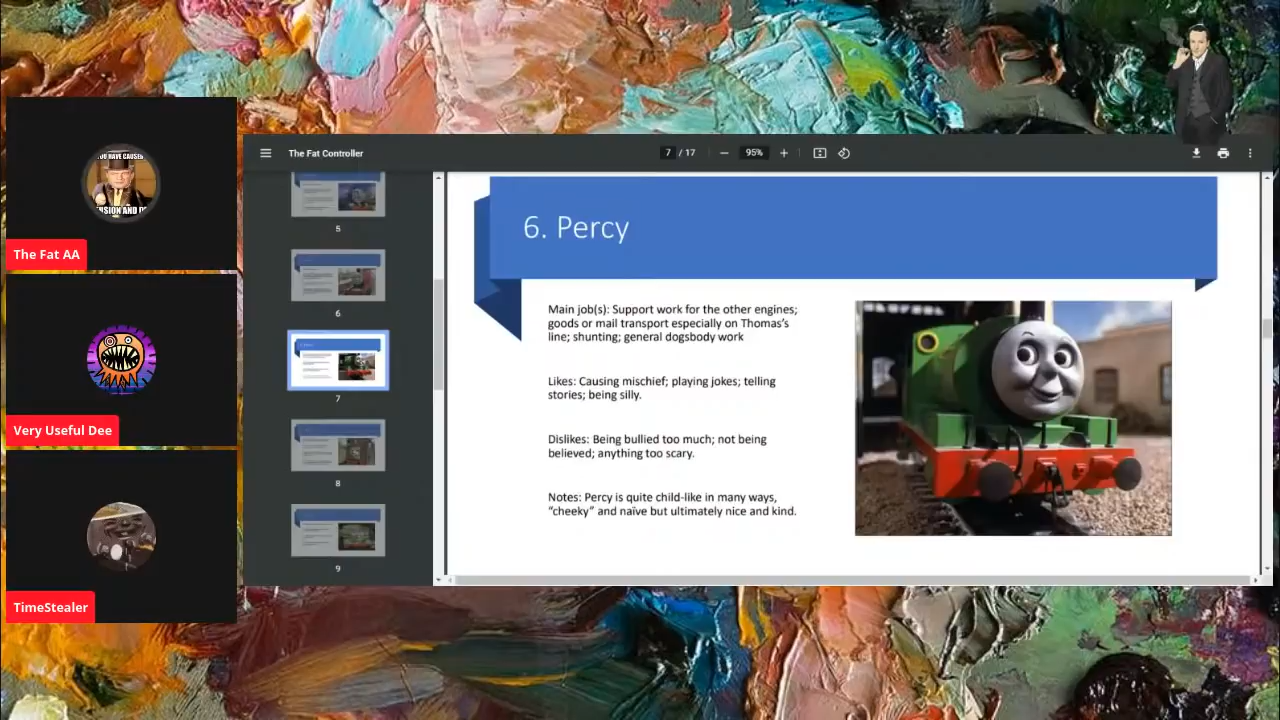 YOU HAVE CAUSED
The Fat AA
Very Useful Dee
TimeStealer
The Fat Controller
7 / 17
95%
5
6
7
8
9
6. Percy
Main job(s): Support work for the other engines;
goods or mail transport especially on Thomas's
line; shunting; general dogsbody work
Likes: Causing mischief; playing jokes; telling
stories; being silly.
Dislikes: Being bullied too much; not being
believed; anything too scary.
Notes: Percy is quite child-like in many ways,
"cheeky" and naïve but ultimately nice and kind.